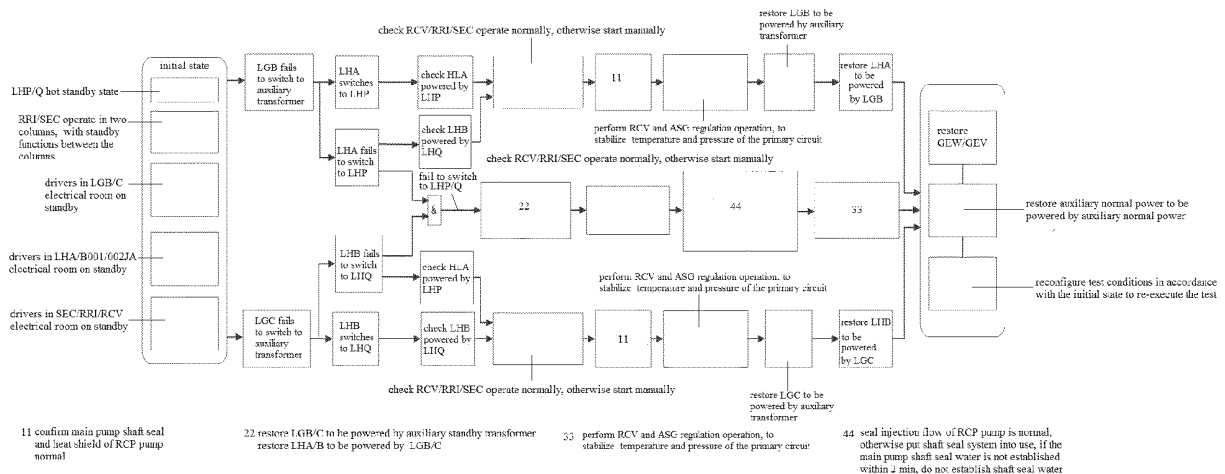 restore LGB to be
powered by auxiliary
transformer
check RCV/RRI/SEC operate normally, otherwise start manually
initial state
LHP/Q hot standby state
RRI/SEC operate in two
columns, with standby
functions between the
columns
drivers in LGB/C
electrical room on
standby
drivers in LHA/B001/002JA
electrical room on standby
drivers in SEC/RRI/RCV
electrical room on standby
LGB fails
to switch to
auxiliary
transformer
LHA
switches
to LHP
check HLA
powered by
LHP
11
restore LHA
to be
powered
by LGB
perform RCV and ASG regulation operation, to
stabilize temperature and pressure of the primary circuit
LHA fails
to switch
to LHP
check LHB
powered by
LHQ
check RCV/RRI/SEC operate normally, otherwise start manually
fail to switch
to LHP/Q
&
22
44
33
restore
GEW/GEV
restore auxiliary normal power to be
powered by auxiliary normal power
reconfigure test conditions in accordance
with the initial state to re-execute the test
LHB fails
to switch
to LHQ
check HLA
powered by
LHP
perform RCV and ASG regulation operation, to
stabilize temperature and pressure of the primary circuit
LGC fails
to switch to
auxiliary
transformer
LHB
switches
to LHQ
check LHB
powered by
LHQ
11
restore LHB
to be
powered
by LGC
check RCV/RRI/SEC operate normally, otherwise start manually
restore LGC to be
powered by auxiliary
transformer
11 confirm main pump shaft seal
and heat shield of RCP pump
normal
22 restore LGB/C to be powered by auxiliary standby transformer
restore LHA/B to be powered by LGB/C
33 perform RCV and ASG regulation operation, to
stabilize temperature and pressure of the primary circuit
44 seal injection flow of RCP pump is normal,
otherwise put shaft seal system into use, if the
main pump shaft seal water is not established
within 2 min, do not establish shaft seal water